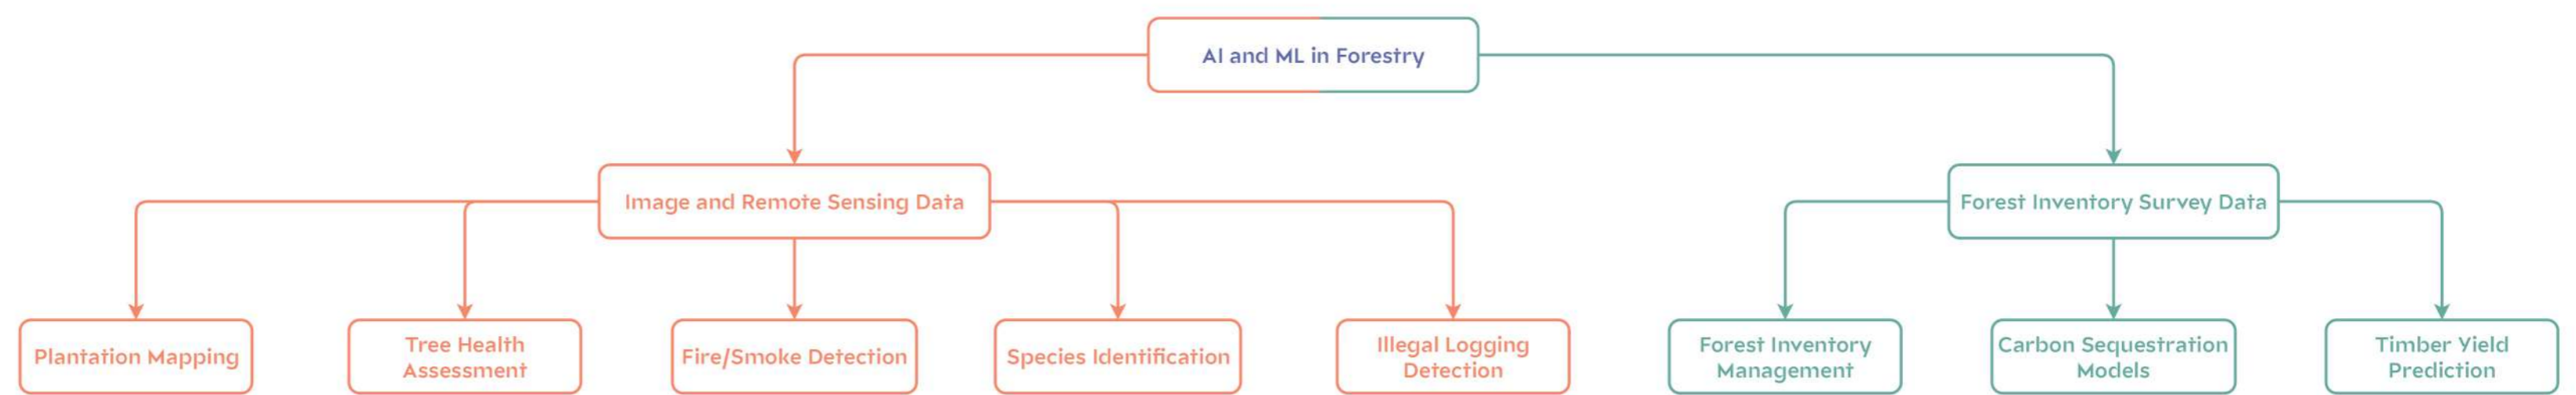 AI and ML in Forestry
Image and Remote Sensing Data
Forest Inventory Survey Data
Plantation Mapping
Tree Health
Assessment
Fire/Smoke Detection
Species Identification
Illegal Logging
Detection
Forest Inventory
Management
Carbon Sequestration
Models
Timber Yield
Prediction